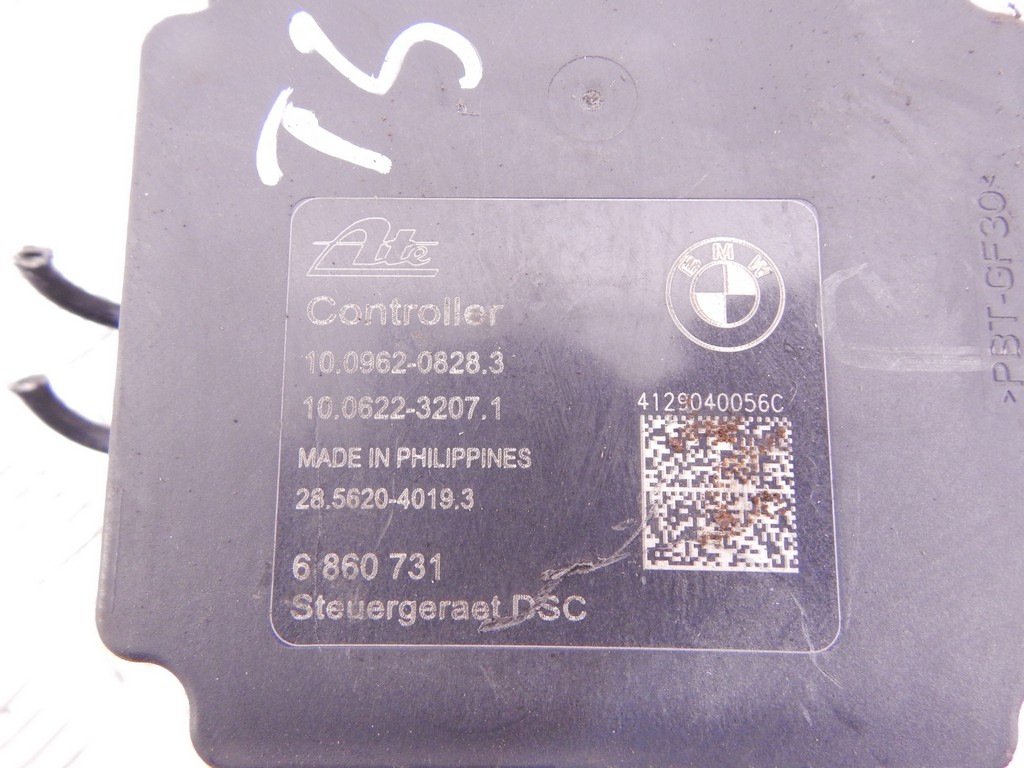 TS
Ate
Controller
10.0962-0828.3
10.0622-3207.1
MADE IN PHILIPPINES
28.5620-4019.3
6 860 731
Steuergeraet DSC
BMW
4129040056C
>PBT-GF30<